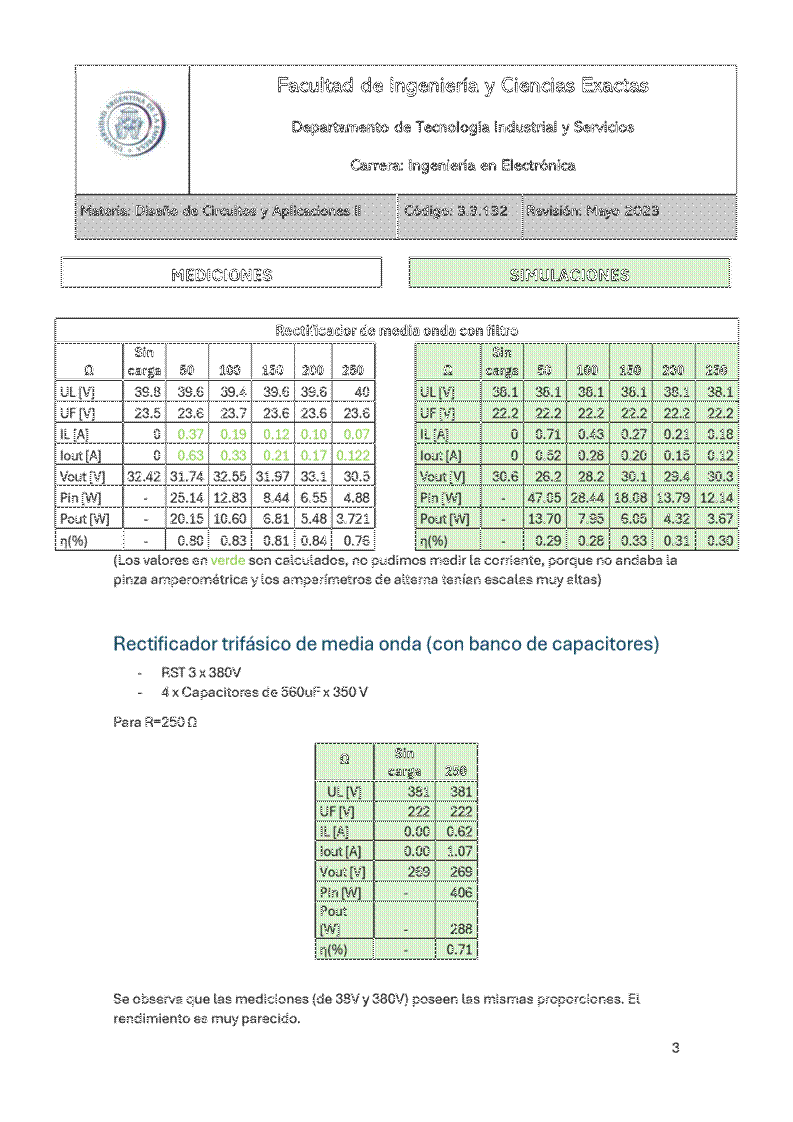 Facultad de Ingeniería y Ciencias Exactas
Departamento de Tecnología Industrial y Servicios
Carrera: Ingeniería en Electrónica
Materia: Diseño de Circuitos y Aplicaciones II Código: 3.3.132 Revisión: Mayo 2023
MEDICIONES SIMULACIONES
Rectificador de media onda con filtro
Ω Sin carga 50 100 150 200 250 Ω Sin carga 50 100 150 200 250
UL [V] 39.8 39.6 39.4 39.6 39.6 40 UL [V] 38.1 38.1 38.1 38.1 38.1 38.1
UF [V] 23.5 23.6 23.7 23.6 23.6 23.6 UF [V] 22.2 22.2 22.2 22.2 22.2 22.2
IL [A] 0 0.37 0.19 0.12 0.10 0.07 IL [A] 0 0.71 0.43 0.27 0.21 0.18
Iout [A] 0 0.63 0.33 0.21 0.17 0.122 Iout [A] 0 0.52 0.28 0.20 0.15 0.12
Vout [V] 32.42 31.74 32.55 31.97 33.1 30.5 Vout [V] 30.6 26.2 28.2 30.1 29.4 30.3
Pin [W] - 25.14 12.83 8.44 6.55 4.88 Pin [W] - 47.05 28.44 18.08 13.79 12.14
Pout [W] - 20.15 10.60 6.81 5.48 3.721 Pout [W] - 13.70 7.95 6.05 4.32 3.67
η(%) - 0.80 0.83 0.81 0.84 0.76 η(%) - 0.29 0.28 0.33 0.31 0.30
(Los valores en verde son calculados, no pudimos medir la corriente, porque no andaba la
pinza amperométrica y los amperímetros de alterna tenían escalas muy altas)
Rectificador trifásico de media onda (con banco de capacitores)
- RST 3 x 380V
- 4 x Capacitores de 560uF x 350 V
Para R=250 Ω
Ω Sin carga 250
UL [V] 381 381
UF [V] 222 222
IL [A] 0.00 0.62
Iout [A] 0.00 1.07
Vout [V] 269 269
Pin [W] - 406
Pout [W] - 288
η(%) - 0.71
Se observa que las mediciones (de 38V y 380V) poseen las mismas proporciones. El
rendimiento es muy parecido.
3